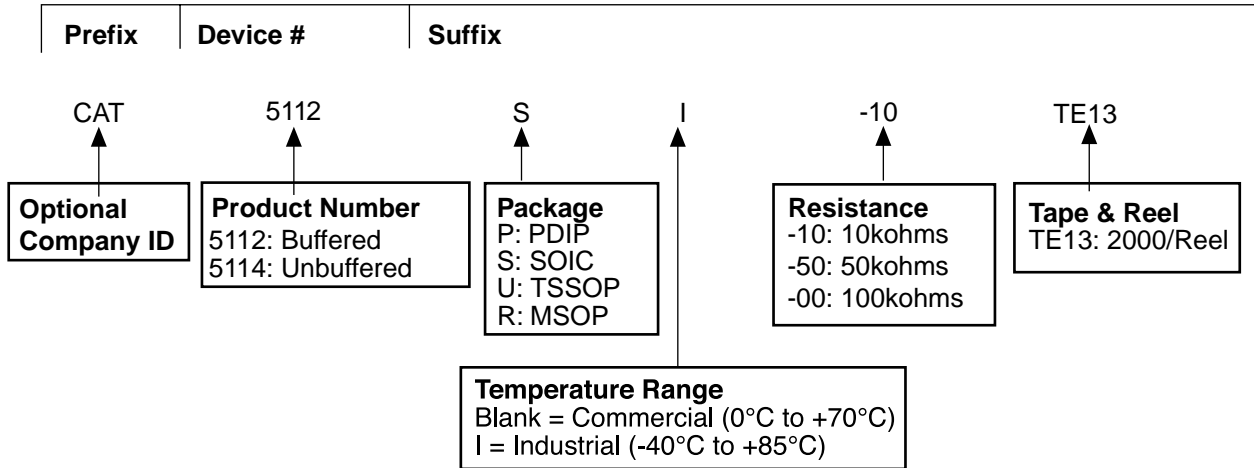 Prefix
Device #
Suffix
CAT
5112
S
I
-10
TE13
Optional
Company ID
Product Number
5112: Buffered
5114: Unbuffered
Package
P: PDIP
S: SOIC
U: TSSOP
R: MSOP
Resistance
-10: 10kohms
-50: 50kohms
-00: 100kohms
Tape & Reel
TE13: 2000/Reel
Temperature Range
Blank = Commercial (0°C to +70°C)
I = Industrial (-40°C to +85°C)